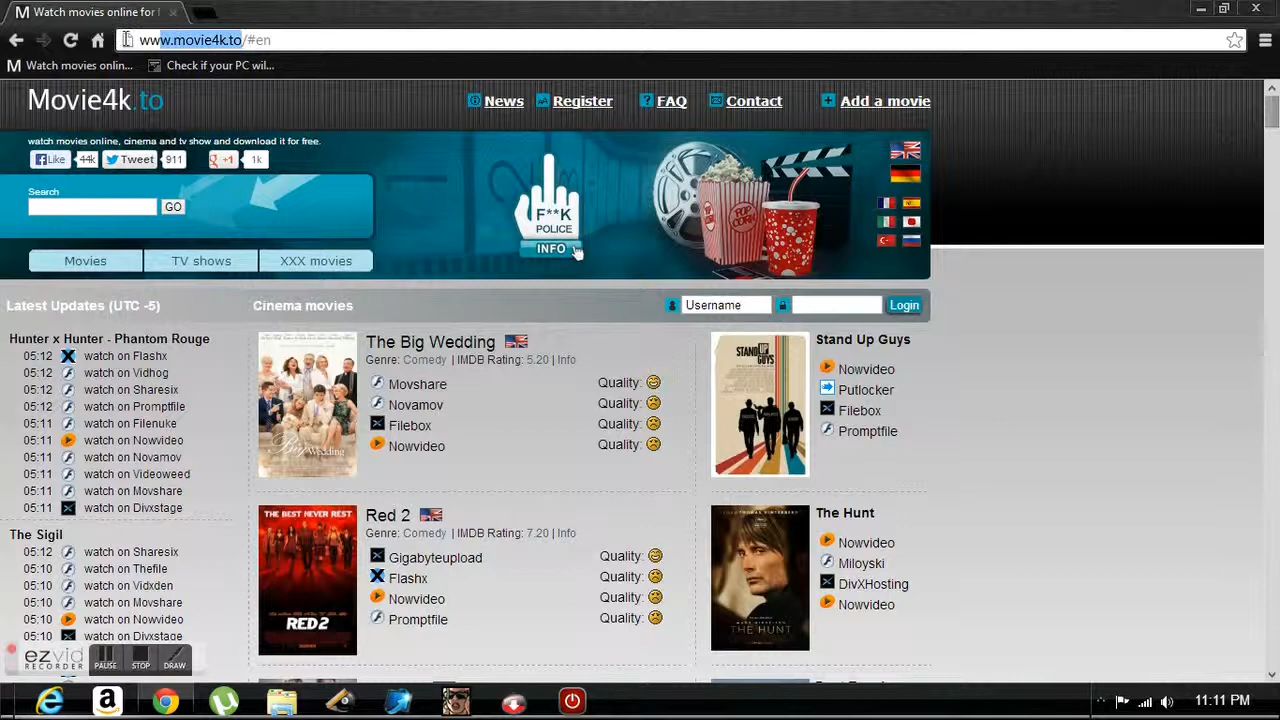 M Watch movies online for
www.movie4k.to/#en
M Watch movies onlin...
Check if your PC wil...
Movie4k.to
News
Register
FAQ
Contact
Add a movie
watch movies online, cinema and tv show and download it for free.
Like 44k Tweet 911 +1 1k
Search
GO
F**K
POLICE
INFO
Movies
TV shows
XXX movies
Latest Updates (UTC -5)
Cinema movies
Username
Login
Hunter x Hunter - Phantom Rouge
05:12 watch on Flashx
05:12 watch on Vidhog
05:12 watch on Sharesix
05:12 watch on Promptfile
watch on Filenuke
05:11 watch on Nowvideo
05:11 watch on Novamov
05:11 watch on Videoweed
05:11 watch on Movshare
05:11 watch on Divxstage
The Sigil
05:12 watch on Sharesix
05:10 watch on Thefile
05:10 watch on Vidxden
05:10 watch on Movshare
05:10 watch on Nowvideo
watch on Divxstage
The Big Wedding
Genre: Comedy | IMDB Rating: 5.20 | Info
Movshare Quality:
Novamov Quality:
Filebox Quality:
Nowvideo Quality:
Big Wedding
Red 2
Genre: Comedy | IMDB Rating: 7.20 | Info
Gigabyteupload Quality:
Flashx Quality:
Nowvideo Quality:
Promptfile Quality:
THE BEST NEVER REST.
RED2
STAND UP GUYS
Stand Up Guys
Nowvideo
Putlocker
Filebox
Promptfile
The Hunt
Nowvideo
Miloyski
DivXHosting
Nowvideo
THE HUNT
RECORDER
PAUSE
STOP
DRAW
11:11 PM